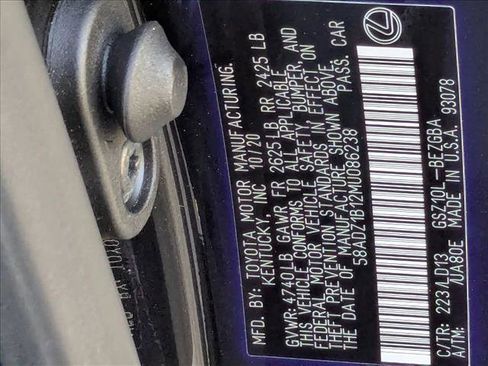 MFD. BY: TOYOTA MOTOR MANUFACTURING.
KENTUCKY, INC 10/20
GVWR: 4740LB GAWR: FR 2625LB RR 2425 LB
THIS VEHICLE CONFORMS TO ALL APPLICABLE
FEDERAL MOTOR VEHICLE SAFETY, BUMPER, AND
THEFT PREVENTION STANDARDS IN EFFECT ON
THE DATE OF MANUFACTURE SHOWN ABOVE.
58ADZ1B12MU086238 PASS. CAR
C/TR: 223/LD13 GSZ10L-BEZGBA
A/TM: /UA80E MADE IN U.S.A. 93078